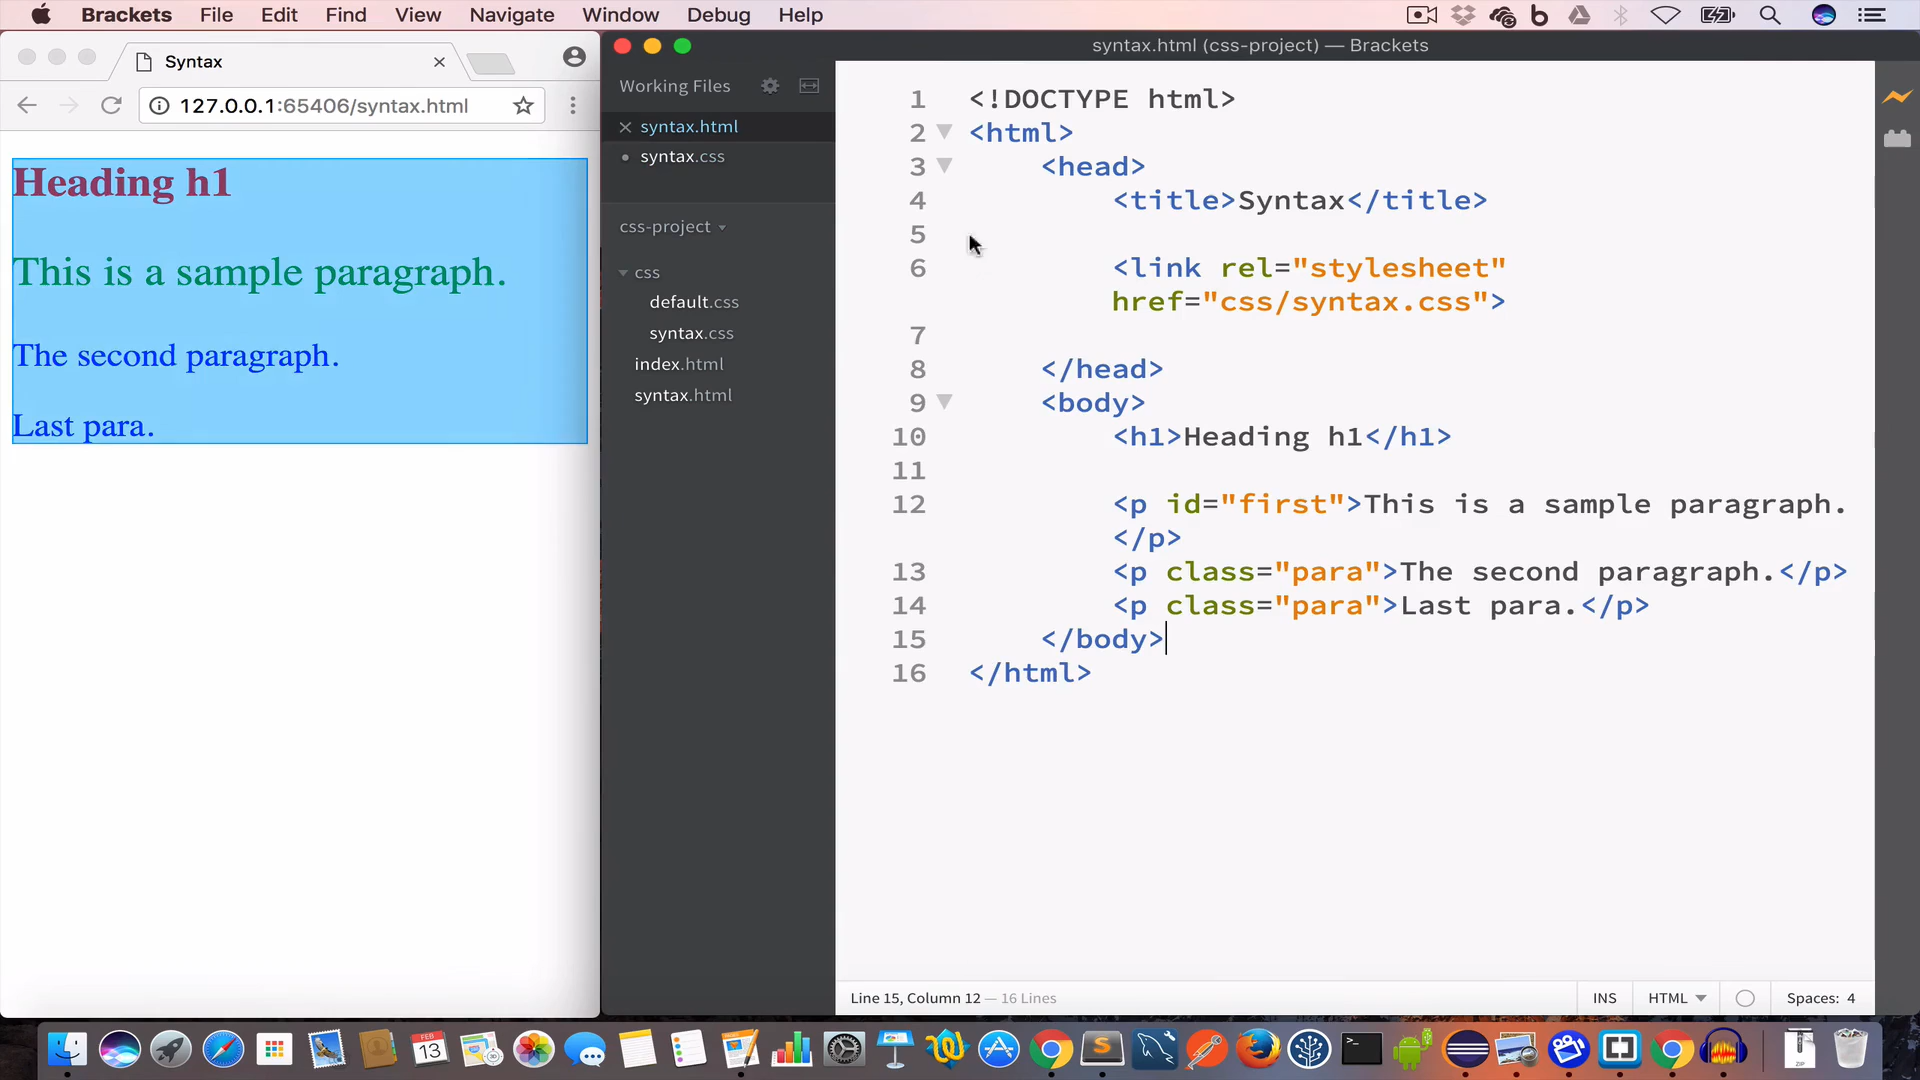 Brackets File Edit Find View Navigate Window Debug Help
Syntax
127.0.0.1:65406/syntax.html
Heading h1
This is a sample paragraph.
The second paragraph.
Last para.
syntax.html (css-project) — Brackets
Working Files
syntax.html
syntax.css
css-project
css
default.css
syntax.css
index.html
syntax.html
1 <!DOCTYPE html>
2 <html>
3 <head>
4 <title>Syntax</title>
5
6 <link rel="stylesheet"
href="css/syntax.css">
7
8 </head>
9 <body>
10 <h1>Heading h1</h1>
11
12 <p id="first">This is a sample paragraph.
</p>
13 <p class="para">The second paragraph.</p>
14 <p class="para">Last para.</p>
15 </body>
16 </html>
Line 15, Column 12 — 16 Lines
INS HTML Spaces: 4
FEB
13
ZIP